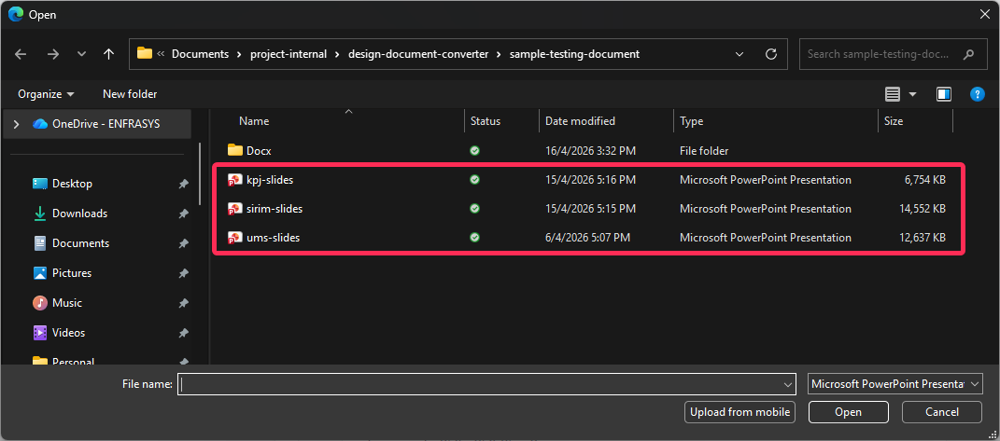 Open
« Documents › project-internal › design-document-converter › sample-testing-document
Search sample-testing-doc...
Organize New folder
OneDrive - ENFRASYS
Desktop
Downloads
Documents
Pictures
Music
Videos
Personal
Name Status Date modified Type Size
Docx 16/4/2026 3:32 PM File folder
kpj-slides 15/4/2026 5:16 PM Microsoft PowerPoint Presentation 6,754 KB
sirim-slides 15/4/2026 5:15 PM Microsoft PowerPoint Presentation 14,552 KB
ums-slides 6/4/2026 5:07 PM Microsoft PowerPoint Presentation 12,637 KB
File name: Microsoft PowerPoint Presenta
Upload from mobile Open Cancel